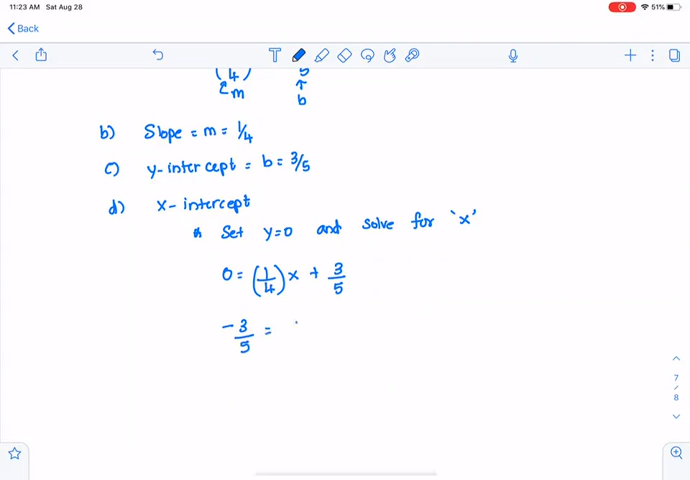 11:23 AM Sat Aug 28
51%
Back
T
(4) 5
m
b
b) Slope = m = 1/4
c) y-intercept = b = 3/5
d) x-intercept
* Set y=0 and solve for 'x'
0 = (1/4) x + 3/5
-3/5 =
7
/
8